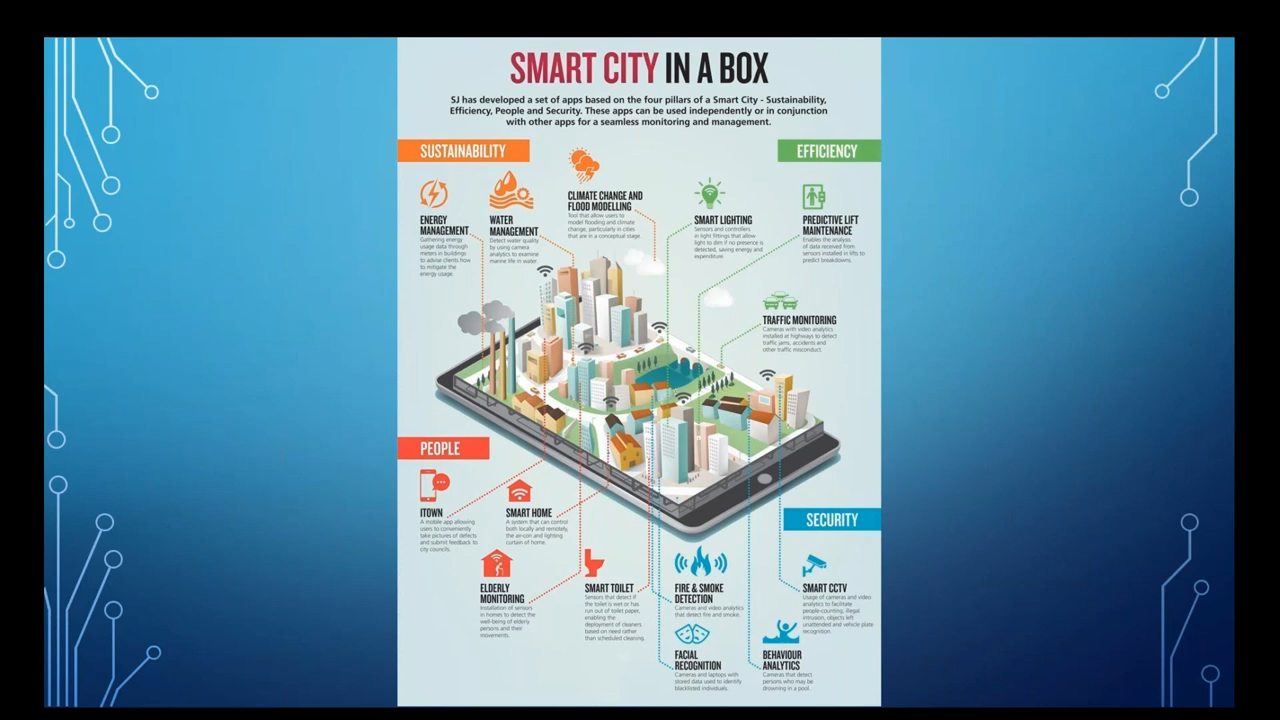 SMART CITY IN A BOX
SJ has developed a set of apps based on the four pillars of a Smart City - Sustainability,
Efficiency, People and Security. These apps can be used independently or in conjunction
with other apps for a seamless monitoring and management.
SUSTAINABILITY
ENERGY
MANAGEMENT
Gathering energy
usage data through
meters in buildings
to advise clients how
to mitigate the
energy usage.
WATER
MANAGEMENT
Detect water quality
by using camera
analytics to examine
marine life in water.
CLIMATE CHANGE AND
FLOOD MODELLING
Tool that allow users to
model flooding and climate
change, particularly in cities
that are in a conceptual stage.
EFFICIENCY
SMART LIGHTING
Sensors and controllers
in light fittings that allow
light to dim if no presence is
detected, saving energy and
expenditure.
PREDICTIVE LIFT
MAINTENANCE
Enables the analysis
of data received from
sensors installed in lifts to
predict breakdowns.
TRAFFIC MONITORING
Cameras with video analytics
installed at highways to detect
traffic jams, accidents and
other traffic misconduct.
PEOPLE
ITOWN
A mobile app allowing
users to conveniently
take pictures of defects
and submit feedback to
city councils.
SMART HOME
A system that can control
both locally and remotely,
the air-con and lighting
curtain of home.
ELDERLY
MONITORING
Installation of sensors
in homes to detect the
well-being of elderly
persons and their
movements.
SMART TOILET
Sensors that detect if
the toilet is wet or has
run out of toilet paper,
enabling the
deployment of cleaners
based on need rather
than scheduled cleaning.
SECURITY
FIRE & SMOKE
DETECTION
Cameras and video analytics
that detect fire and smoke.
SMART CCTV
Usage of cameras and video
analytics to facilitate
people-counting, illegal
intrusion, objects left
unattended and vehicle plate
recognition.
FACIAL
RECOGNITION
Cameras and laptops with
stored data used to identify
blacklisted individuals.
BEHAVIOUR
ANALYTICS
Cameras that detect
persons who may be
drowning in a pool.